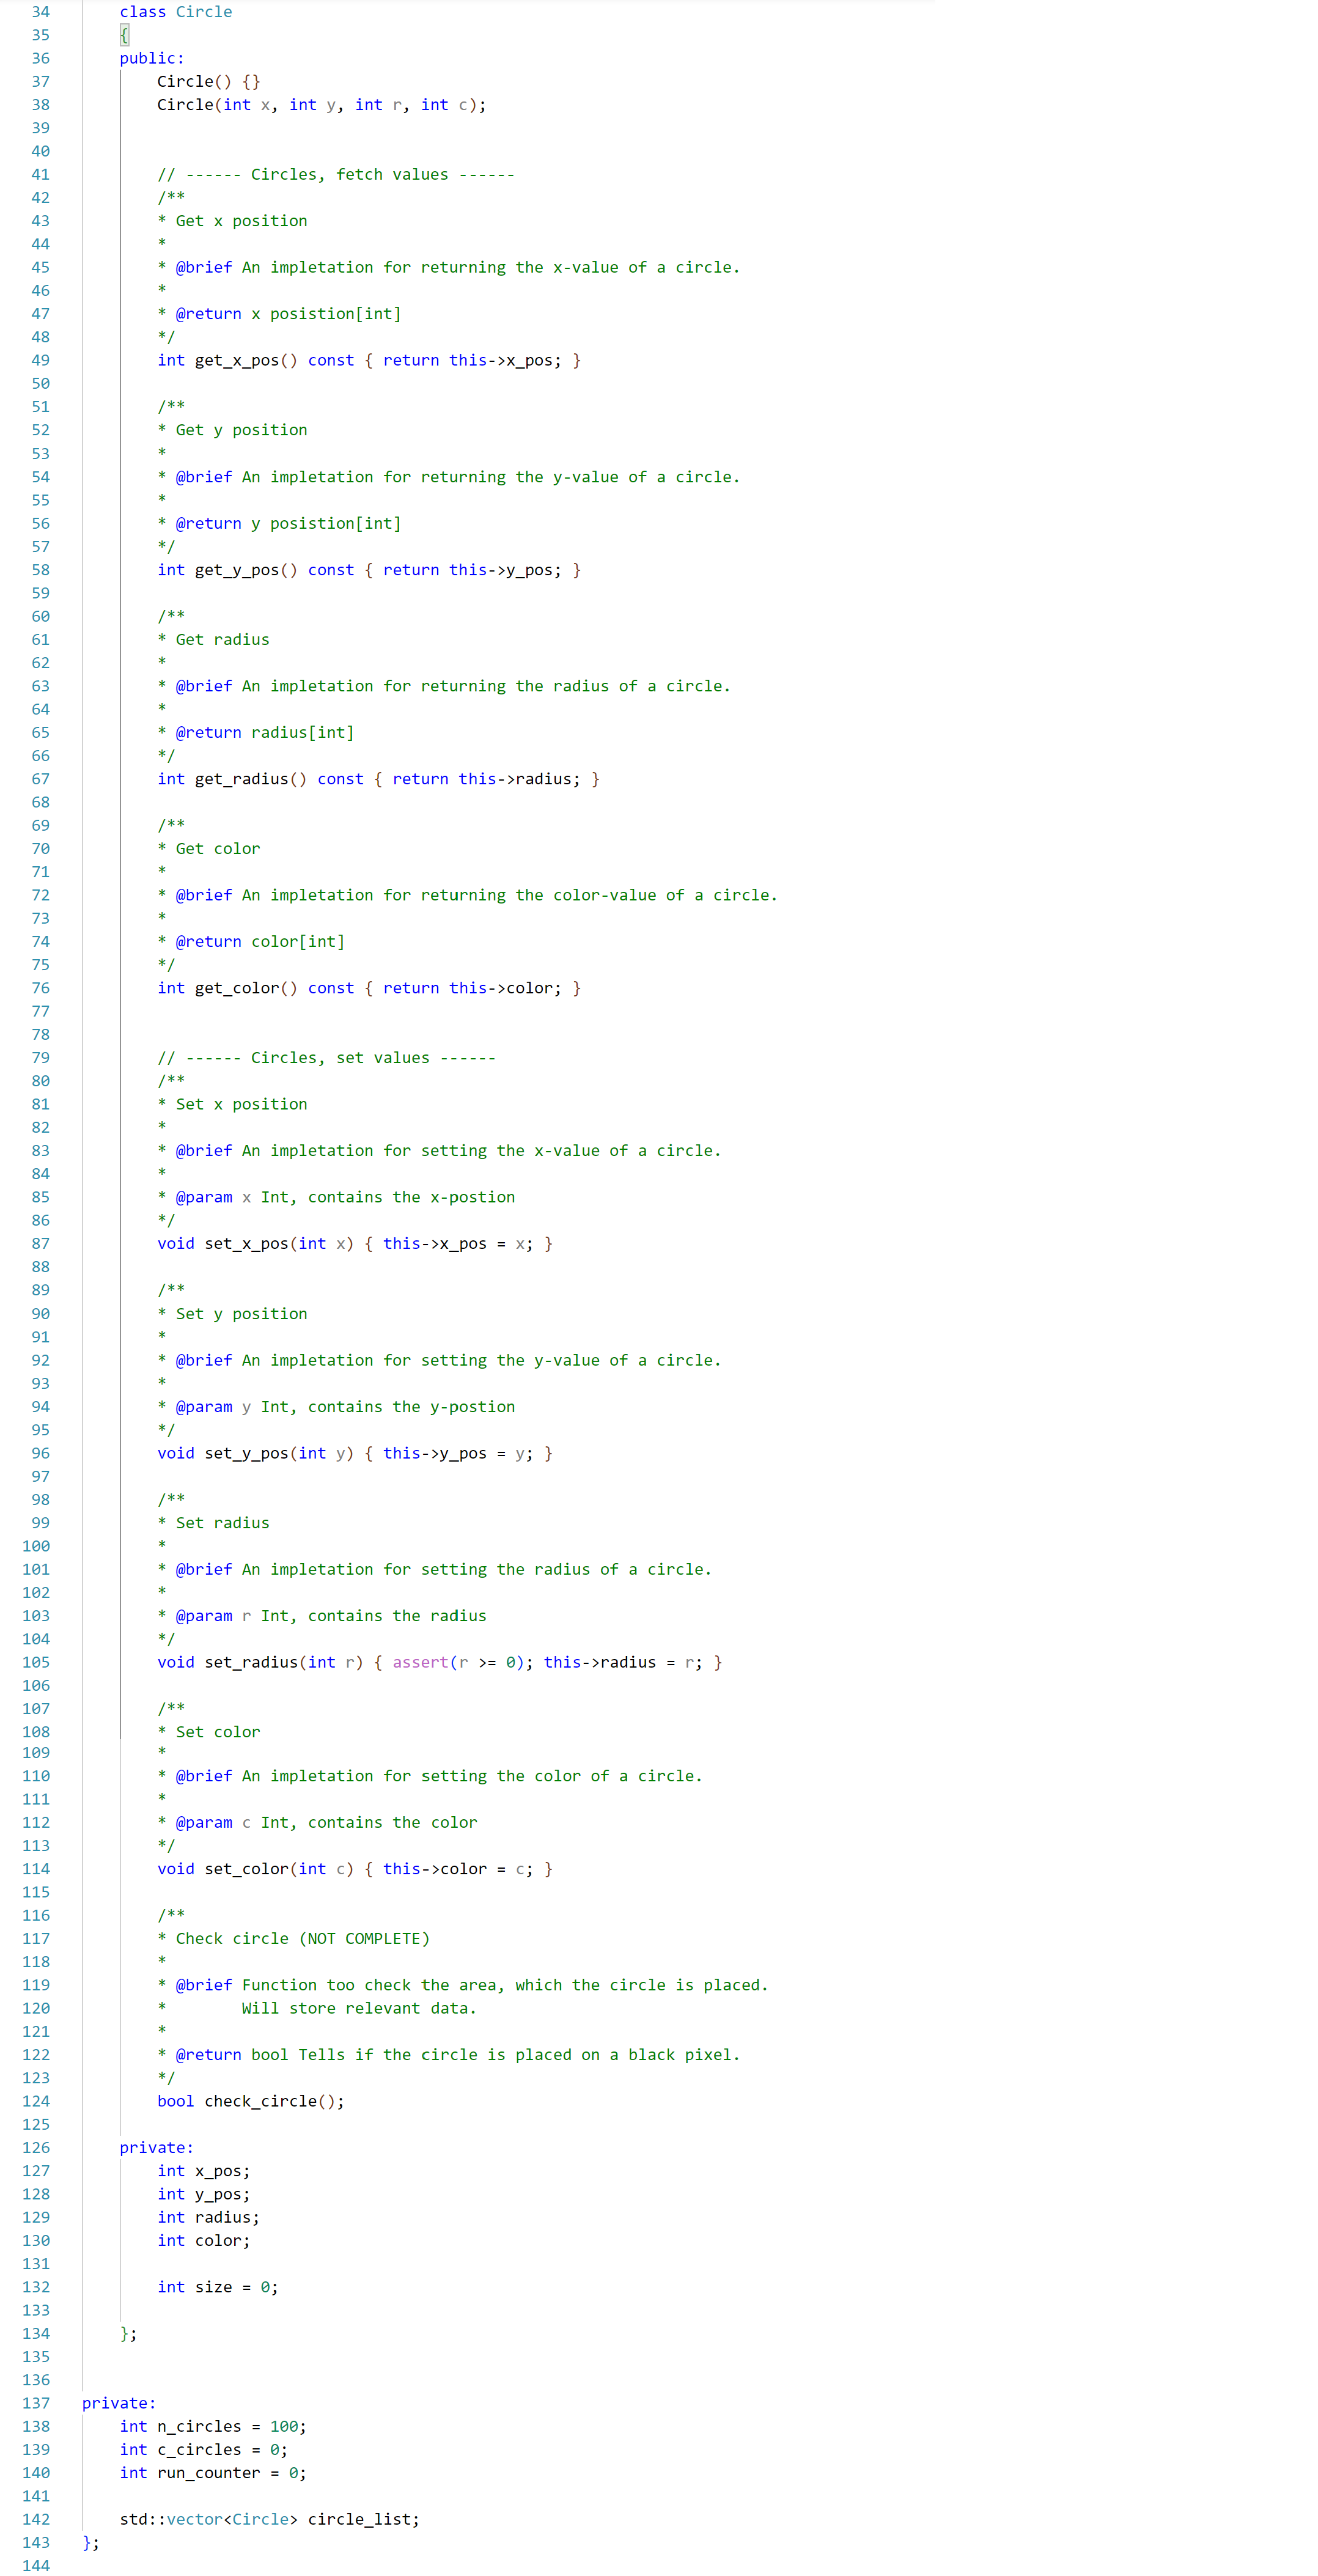 34 class Circle
35 {
36 public:
37 Circle() {}
38 Circle(int x, int y, int r, int c);
39
40
41 // ------ Circles, fetch values ------
42 /**
43 * Get x position
44 *
45 * @brief An impletation for returning the x-value of a circle.
46 *
47 * @return x posistion[int]
48 */
49 int get_x_pos() const { return this->x_pos; }
50
51 /**
52 * Get y position
53 *
54 * @brief An impletation for returning the y-value of a circle.
55 *
56 * @return y posistion[int]
57 */
58 int get_y_pos() const { return this->y_pos; }
59
60 /**
61 * Get radius
62 *
63 * @brief An impletation for returning the radius of a circle.
64 *
65 * @return radius[int]
66 */
67 int get_radius() const { return this->radius; }
68
69 /**
70 * Get color
71 *
72 * @brief An impletation for returning the color-value of a circle.
73 *
74 * @return color[int]
75 */
76 int get_color() const { return this->color; }
77
78
79 // ------ Circles, set values ------
80 /**
81 * Set x position
82 *
83 * @brief An impletation for setting the x-value of a circle.
84 *
85 * @param x Int, contains the x-postion
86 */
87 void set_x_pos(int x) { this->x_pos = x; }
88
89 /**
90 * Set y position
91 *
92 * @brief An impletation for setting the y-value of a circle.
93 *
94 * @param y Int, contains the y-postion
95 */
96 void set_y_pos(int y) { this->y_pos = y; }
97
98 /**
99 * Set radius
100 *
101 * @brief An impletation for setting the radius of a circle.
102 *
103 * @param r Int, contains the radius
104 */
105 void set_radius(int r) { assert(r >= 0); this->radius = r; }
106
107 /**
108 * Set color
109 *
110 * @brief An impletation for setting the color of a circle.
111 *
112 * @param c Int, contains the color
113 */
114 void set_color(int c) { this->color = c; }
115
116 /**
117 * Check circle (NOT COMPLETE)
118 *
119 * @brief Function too check the area, which the circle is placed.
120 * Will store relevant data.
121 *
122 * @return bool Tells if the circle is placed on a black pixel.
123 */
124 bool check_circle();
125
126 private:
127 int x_pos;
128 int y_pos;
129 int radius;
130 int color;
131
132 int size = 0;
133
134 };
135
136
137 private:
138 int n_circles = 100;
139 int c_circles = 0;
140 int run_counter = 0;
141
142 std::vector<Circle> circle_list;
143 };
144